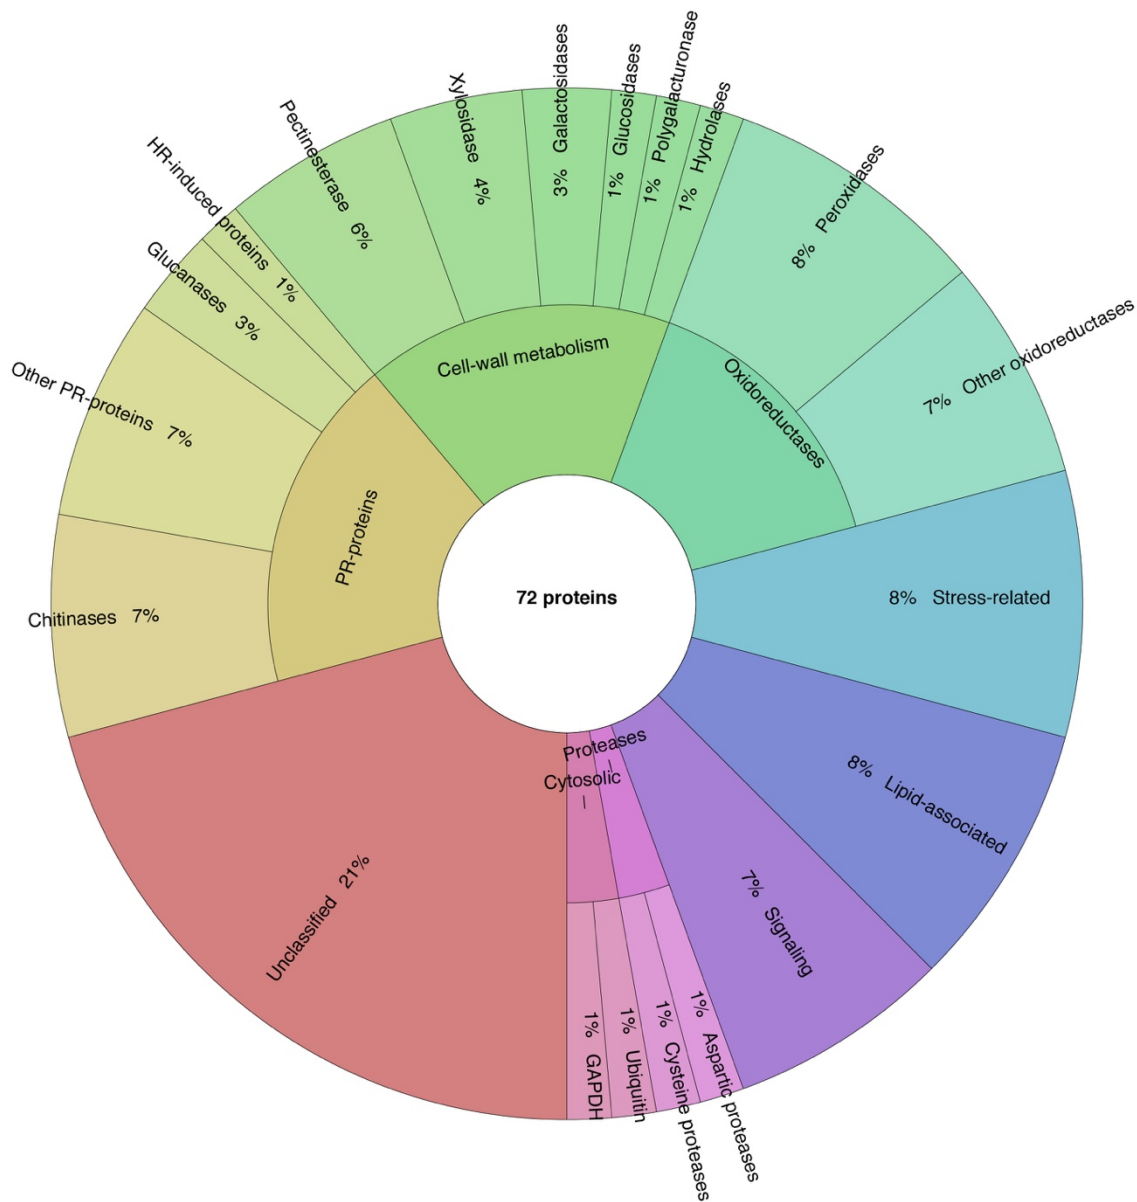 72 proteins
Cell-wall metabolism
Pectinesterase 6%
Xylosidase 4%
3% Galactosidases
1% Glucosidases
1% Polygalacturonase
1% Hydrolases
Oxidoreductases
8% Peroxidases
7% Other oxidoreductases
8% Stress-related
8% Lipid-associated
7% Signaling
Proteases
1% Aspartic proteases
1% Cysteine proteases
Cytosolic
1% Ubiquitin
1% GAPDH
Unclassified 21%
PR-proteins
Chitinases 7%
Other PR-proteins 7%
Glucanases 3%
HR-induced proteins 1%